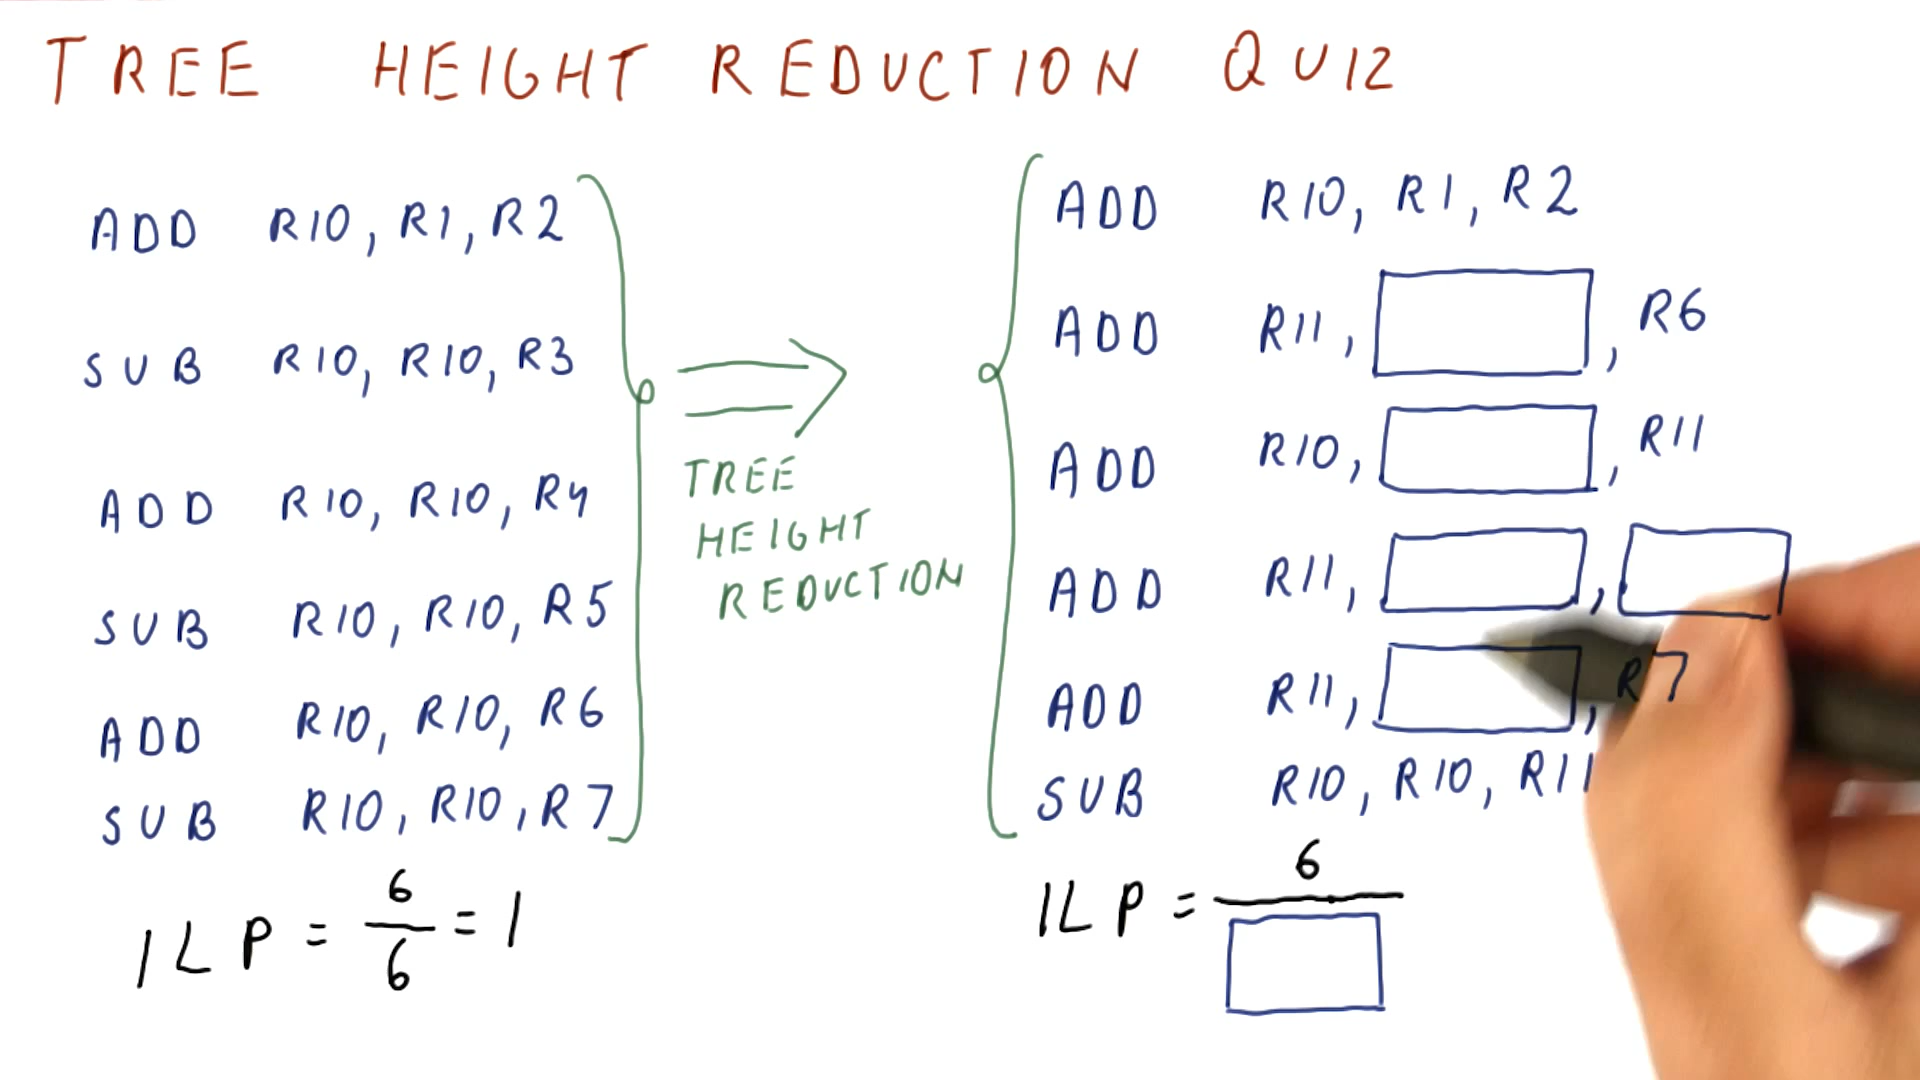 TREE HEIGHT REDUCTION QUIZ
ADD R10, R1, R2
SUB R10, R10, R3
ADD R10, R10, R4
SUB R10, R10, R5
ADD R10, R10, R6
SUB R10, R10, R7
ILP = 6/6 = 1
TREE
HEIGHT
REDUCTION
ADD R10, R1, R2
ADD R11, , R6
ADD R10, , R11
ADD R11, ,
ADD R11, , R7
SUB R10, R10, R11
ILP = 6